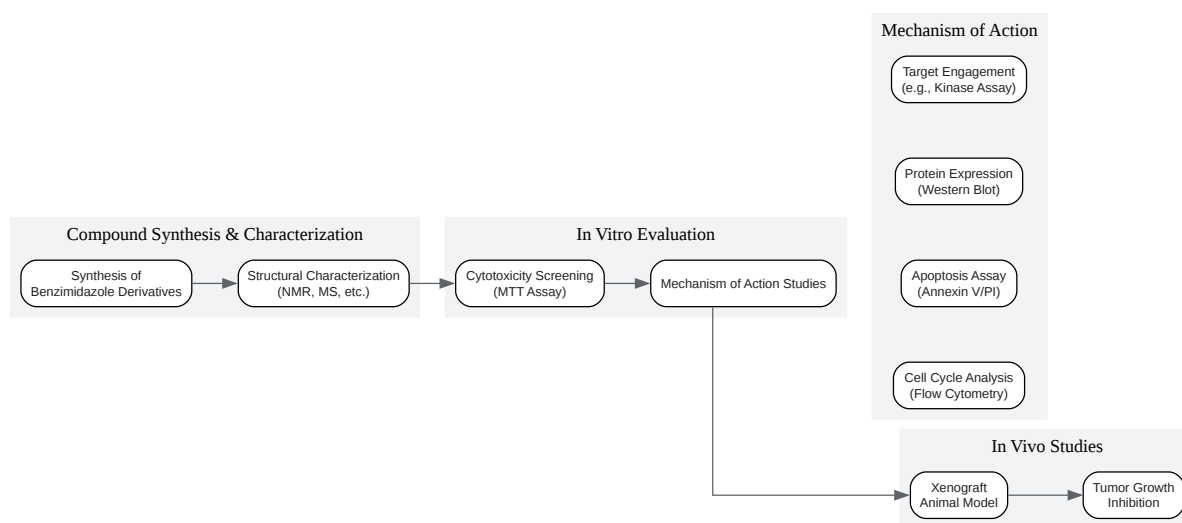 Mechanism of Action
Target Engagement
(e.g., Kinase Assay)
Protein Expression
(Western Blot)
Compound Synthesis & Characterization
Synthesis of
Benzimidazole Derivatives
Structural Characterization
(NMR, MS, etc.)
In Vitro Evaluation
Cytotoxicity Screening
(MTT Assay)
Mechanism of Action Studies
Apoptosis Assay
(Annexin V/PI)
Cell Cycle Analysis
(Flow Cytometry)
In Vivo Studies
Xenograft
Animal Model
Tumor Growth
Inhibition